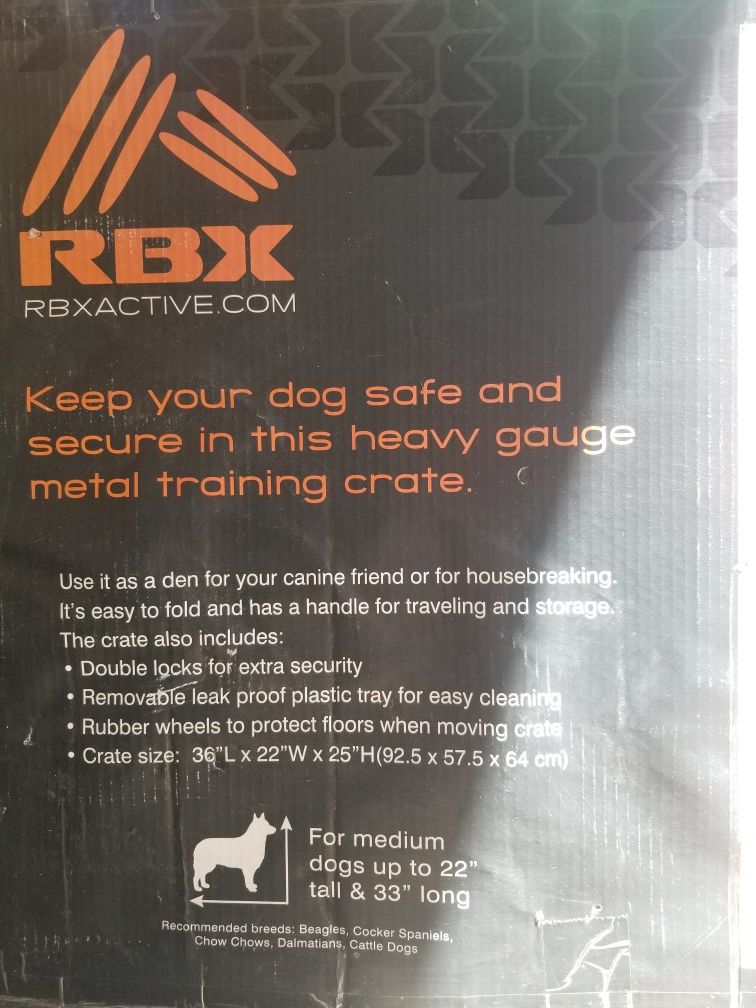 RBX
RBXACTIVE.COM
Keep your dog safe and
secure in this heavy gauge
metal training crate.
Use it as a den for your canine friend or for housebreaking.
It's easy to fold and has a handle for traveling and storage.
The crate also includes:
• Double locks for extra security
• Removable leak proof plastic tray for easy cleaning
• Rubber wheels to protect floors when moving crate
• Crate size: 36"L x 22"W x 25"H(92.5 x 57.5 x 64 cm)
For medium
dogs up to 22"
tall & 33" long
Recommended breeds: Beagles, Cocker Spaniels,
Chow Chows, Dalmatians, Cattle Dogs